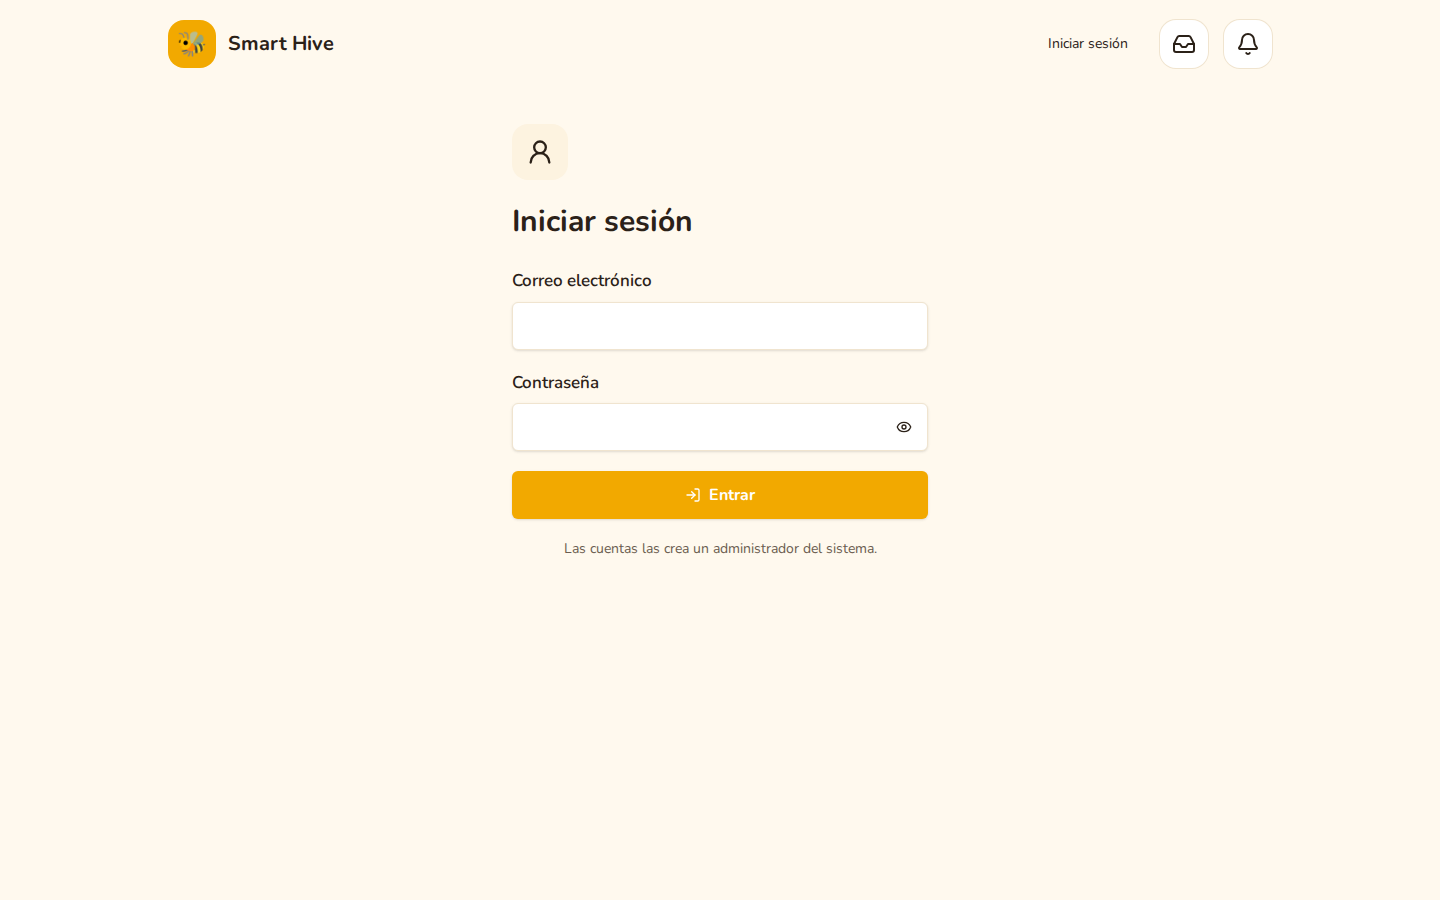 Smart Hive
Iniciar sesión
Iniciar sesión
Correo electrónico
Contraseña
Entrar
Las cuentas las crea un administrador del sistema.